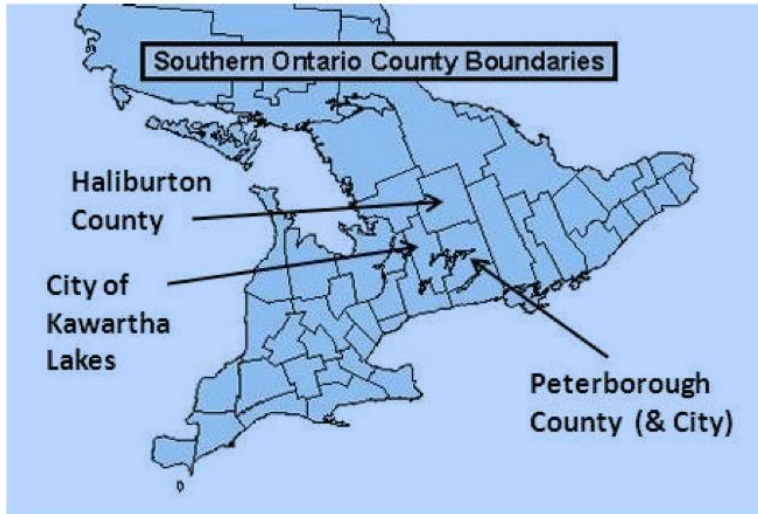 Southern Ontario County Boundaries
Haliburton
County
City of
Kawartha
Lakes
Peterborough
County (& City)